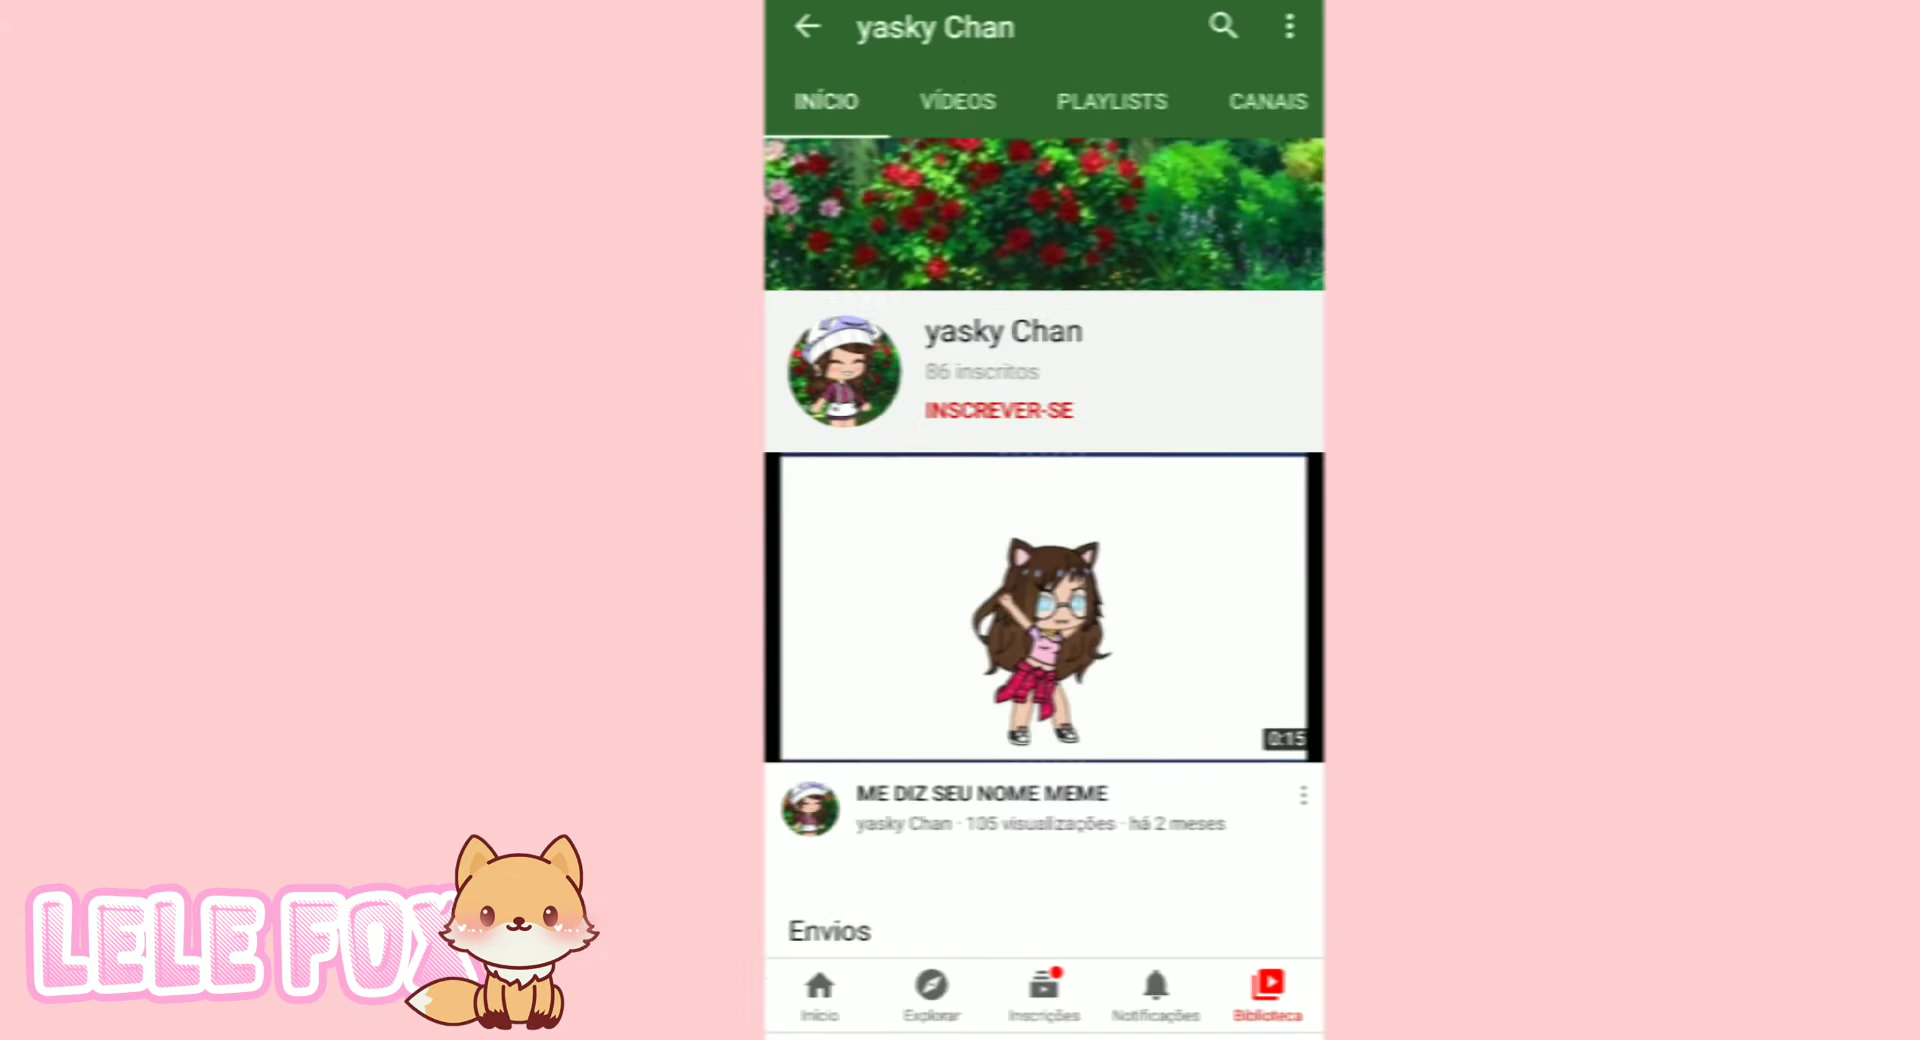 yasky Chan
INÍCIO VÍDEOS PLAYLISTS CANAIS
yasky Chan
86 inscritos
INSCREVER-SE
0:15
ME DIZ SEU NOME MEME
yasky Chan · 105 visualizações · há 2 meses
Envios
Início Explorar Inscrições Notificações Biblioteca
LELE FOX